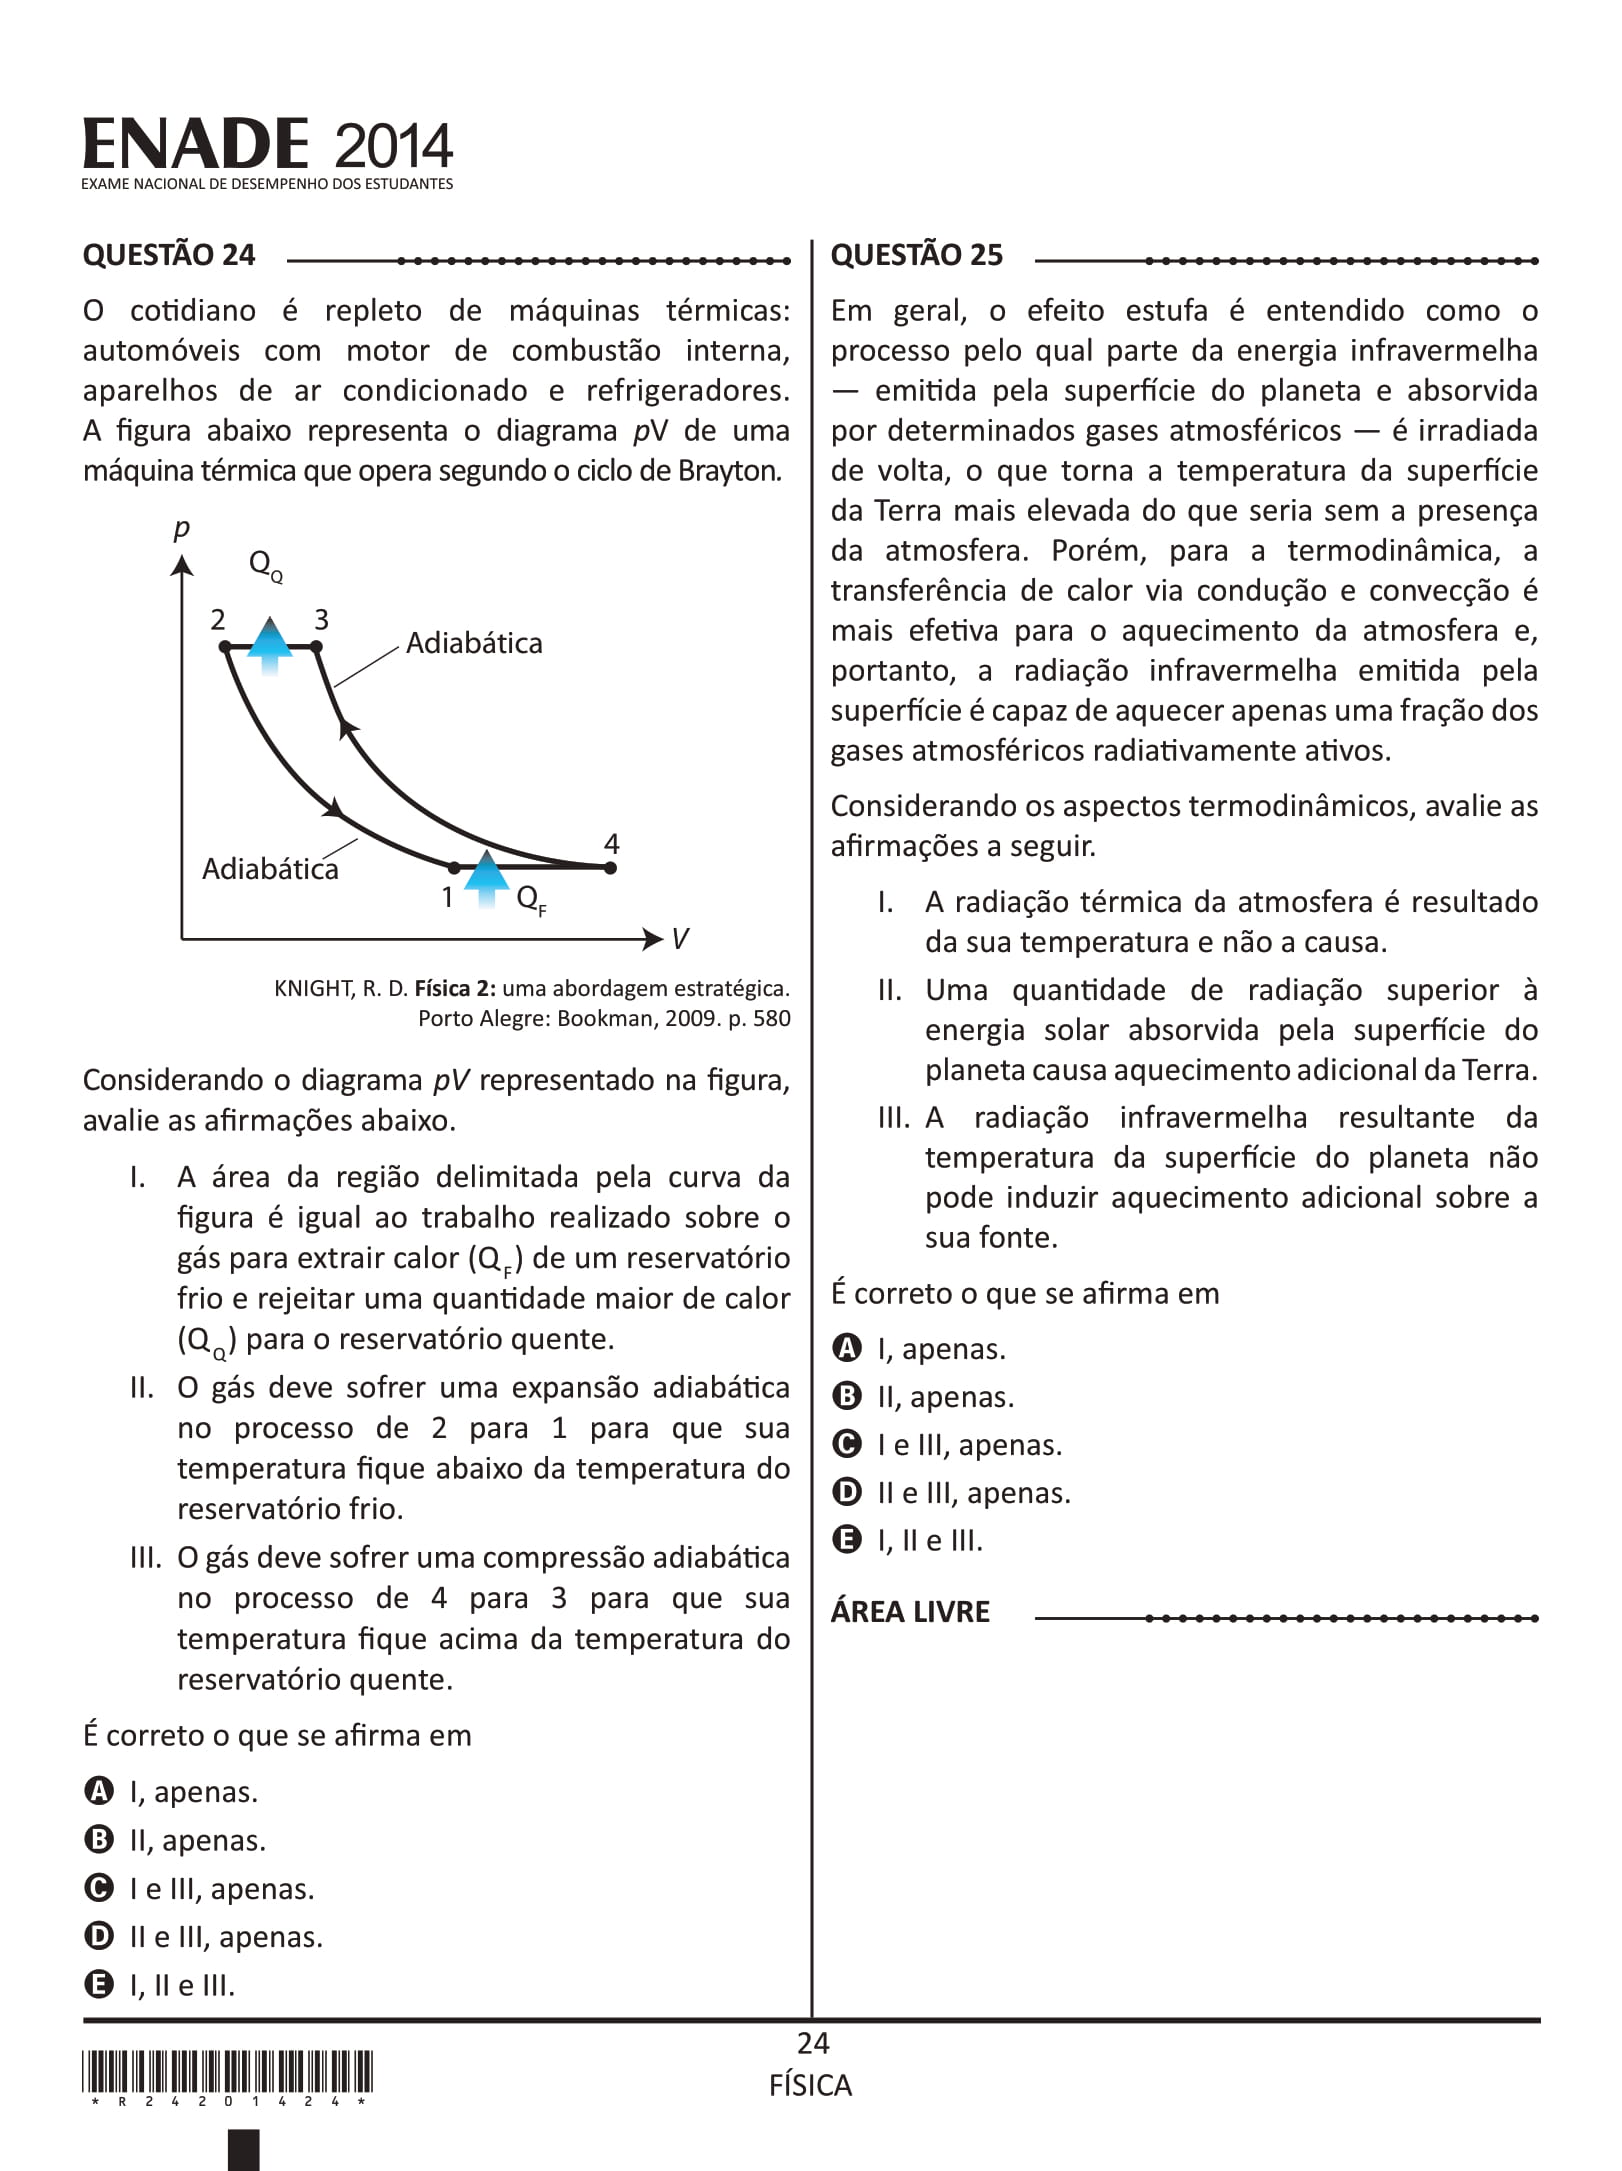 ENADE 2014
EXAME NACIONAL DE DESEMPENHO DOS ESTUDANTES
QUESTÃO 24
O cotidiano é repleto de máquinas térmicas:
automóveis com motor de combustão interna,
aparelhos de ar condicionado e refrigeradores.
A figura abaixo representa o diagrama pV de uma
máquina térmica que opera segundo o ciclo de Brayton.
p
QQ
2
3
Adiabática
4
Adiabática
1
QF
V
KNIGHT, R. D. Física 2: uma abordagem estratégica.
Porto Alegre: Bookman, 2009. p. 580
Considerando o diagrama pV representado na figura,
avalie as afirmações abaixo.
I. A área da região delimitada pela curva da
figura é igual ao trabalho realizado sobre o
gás para extrair calor (QF) de um reservatório
frio e rejeitar uma quantidade maior de calor
(QQ) para o reservatório quente.
II. O gás deve sofrer uma expansão adiabática
no processo de 2 para 1 para que sua
temperatura fique abaixo da temperatura do
reservatório frio.
III. O gás deve sofrer uma compressão adiabática
no processo de 4 para 3 para que sua
temperatura fique acima da temperatura do
reservatório quente.
É correto o que se afirma em
A I, apenas.
B II, apenas.
C I e III, apenas.
D II e III, apenas.
E I, II e III.
QUESTÃO 25
Em geral, o efeito estufa é entendido como o
processo pelo qual parte da energia infravermelha
— emitida pela superfície do planeta e absorvida
por determinados gases atmosféricos — é irradiada
de volta, o que torna a temperatura da superfície
da Terra mais elevada do que seria sem a presença
da atmosfera. Porém, para a termodinâmica, a
transferência de calor via condução e convecção é
mais efetiva para o aquecimento da atmosfera e,
portanto, a radiação infravermelha emitida pela
superfície é capaz de aquecer apenas uma fração dos
gases atmosféricos radiativamente ativos.
Considerando os aspectos termodinâmicos, avalie as
afirmações a seguir.
I. A radiação térmica da atmosfera é resultado
da sua temperatura e não a causa.
II. Uma quantidade de radiação superior à
energia solar absorvida pela superfície do
planeta causa aquecimento adicional da Terra.
III. A radiação infravermelha resultante da
temperatura da superfície do planeta não
pode induzir aquecimento adicional sobre a
sua fonte.
É correto o que se afirma em
A I, apenas.
B II, apenas.
C I e III, apenas.
D II e III, apenas.
E I, II e III.
ÁREA LIVRE
24
FÍSICA
* R 2 4 2 0 1 4 2 4 *